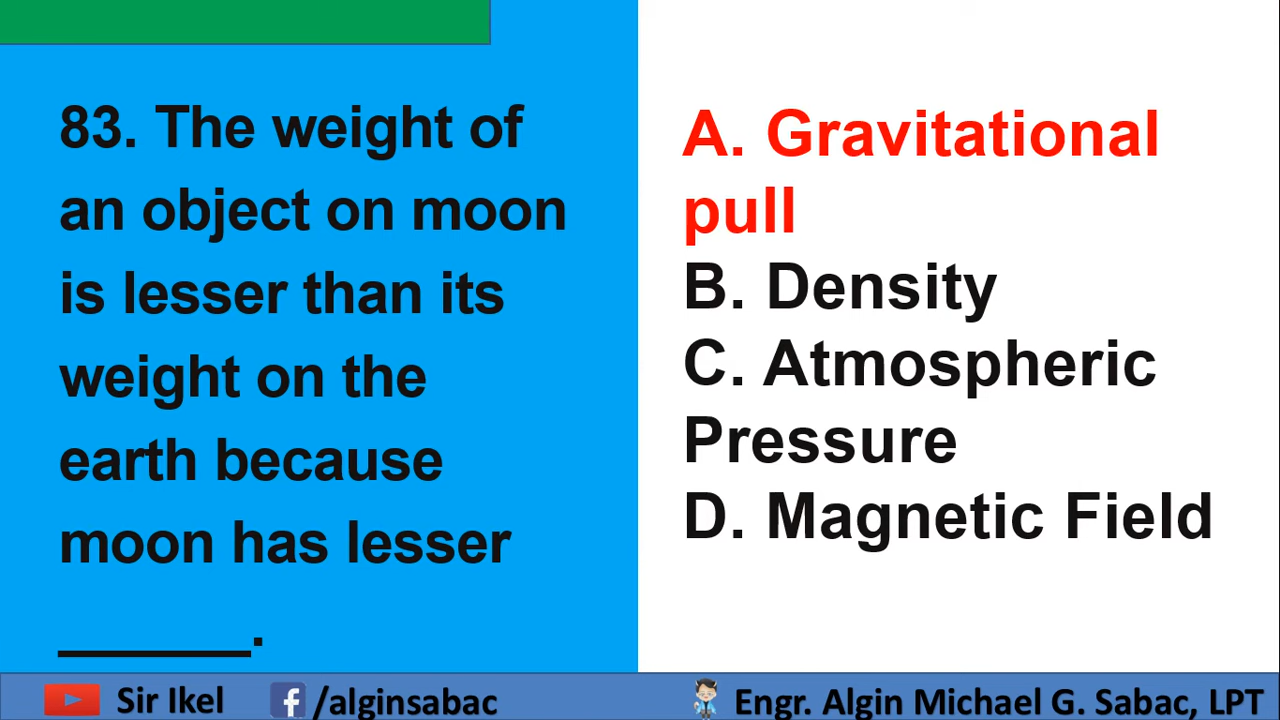 83. The weight of
an object on moon
is lesser than its
weight on the
earth because
moon has lesser
______.
A. Gravitational
pull
B. Density
C. Atmospheric
Pressure
D. Magnetic Field
Sir Ikel
/alginsabac
Engr. Algin Michael G. Sabac, LPT